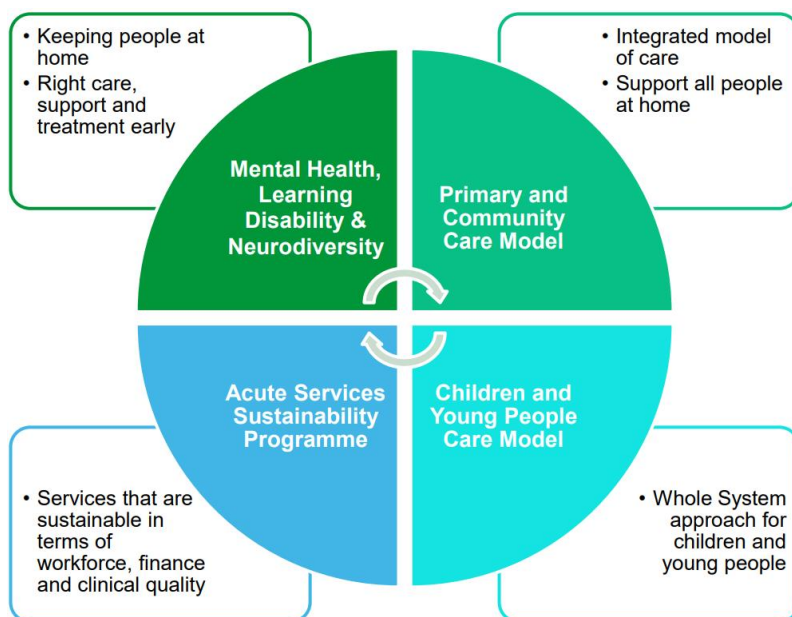 • Keeping people at
home
• Right care,
support and
treatment early
• Integrated model
of care
• Support all people
at home
Mental Health,
Learning
Disability &
Neurodiversity
Primary and
Community
Care Model
Acute Services
Sustainability
Programme
Children and
Young People
Care Model
• Services that are
sustainable in
terms of
workforce, finance
and clinical quality
• Whole System
approach for
children and
young people